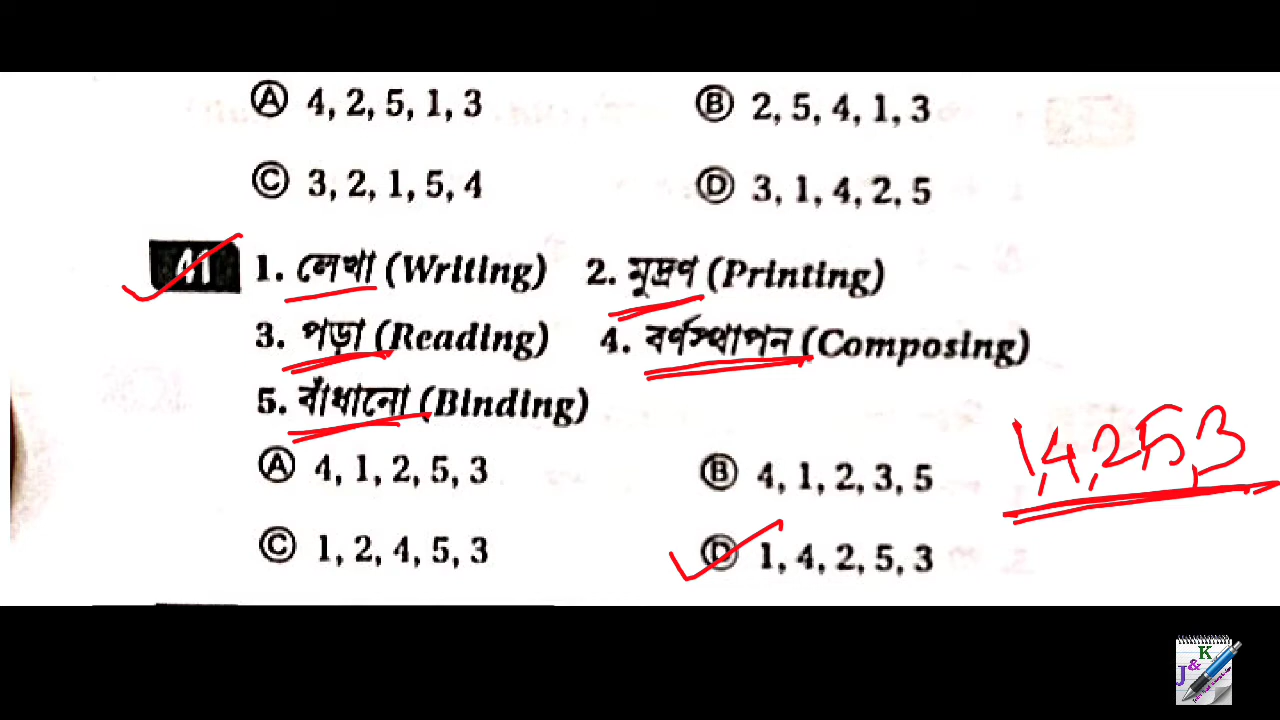 Ⓐ 4, 2, 5, 1, 3 Ⓑ 2, 5, 4, 1, 3
Ⓒ 3, 2, 1, 5, 4 Ⓓ 3, 1, 4, 2, 5
1. লেখা (Writing) 2. মুদ্রণ (Printing)
3. পড়া (Reading) 4. বর্ণস্থাপন (Composing)
5. বাঁধানো (Binding)
Ⓐ 4, 1, 2, 5, 3 Ⓑ 4, 1, 2, 3, 5
1,4,2,5,3
Ⓒ 1, 2, 4, 5, 3 Ⓓ 1, 4, 2, 5, 3
J&K